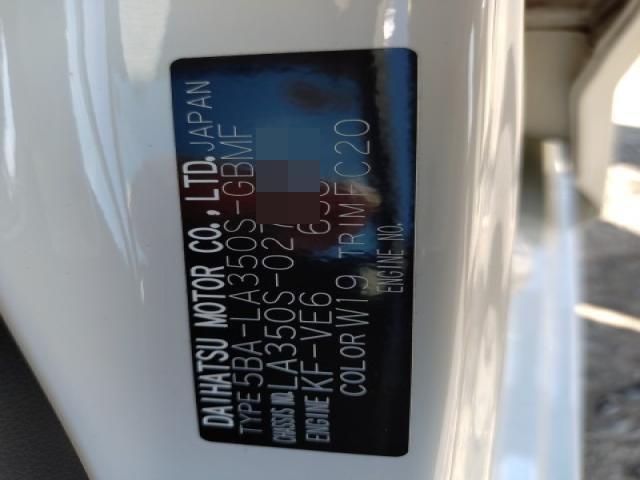 DAIHATSU MOTOR CO., LTD. JAPAN
TYPE 5BA-LA350S-GBMF
CHASSIS NO. LA350S-027
ENGINE KF-VE6
COLOR W19 TRIM FC20
ENGINE NO.